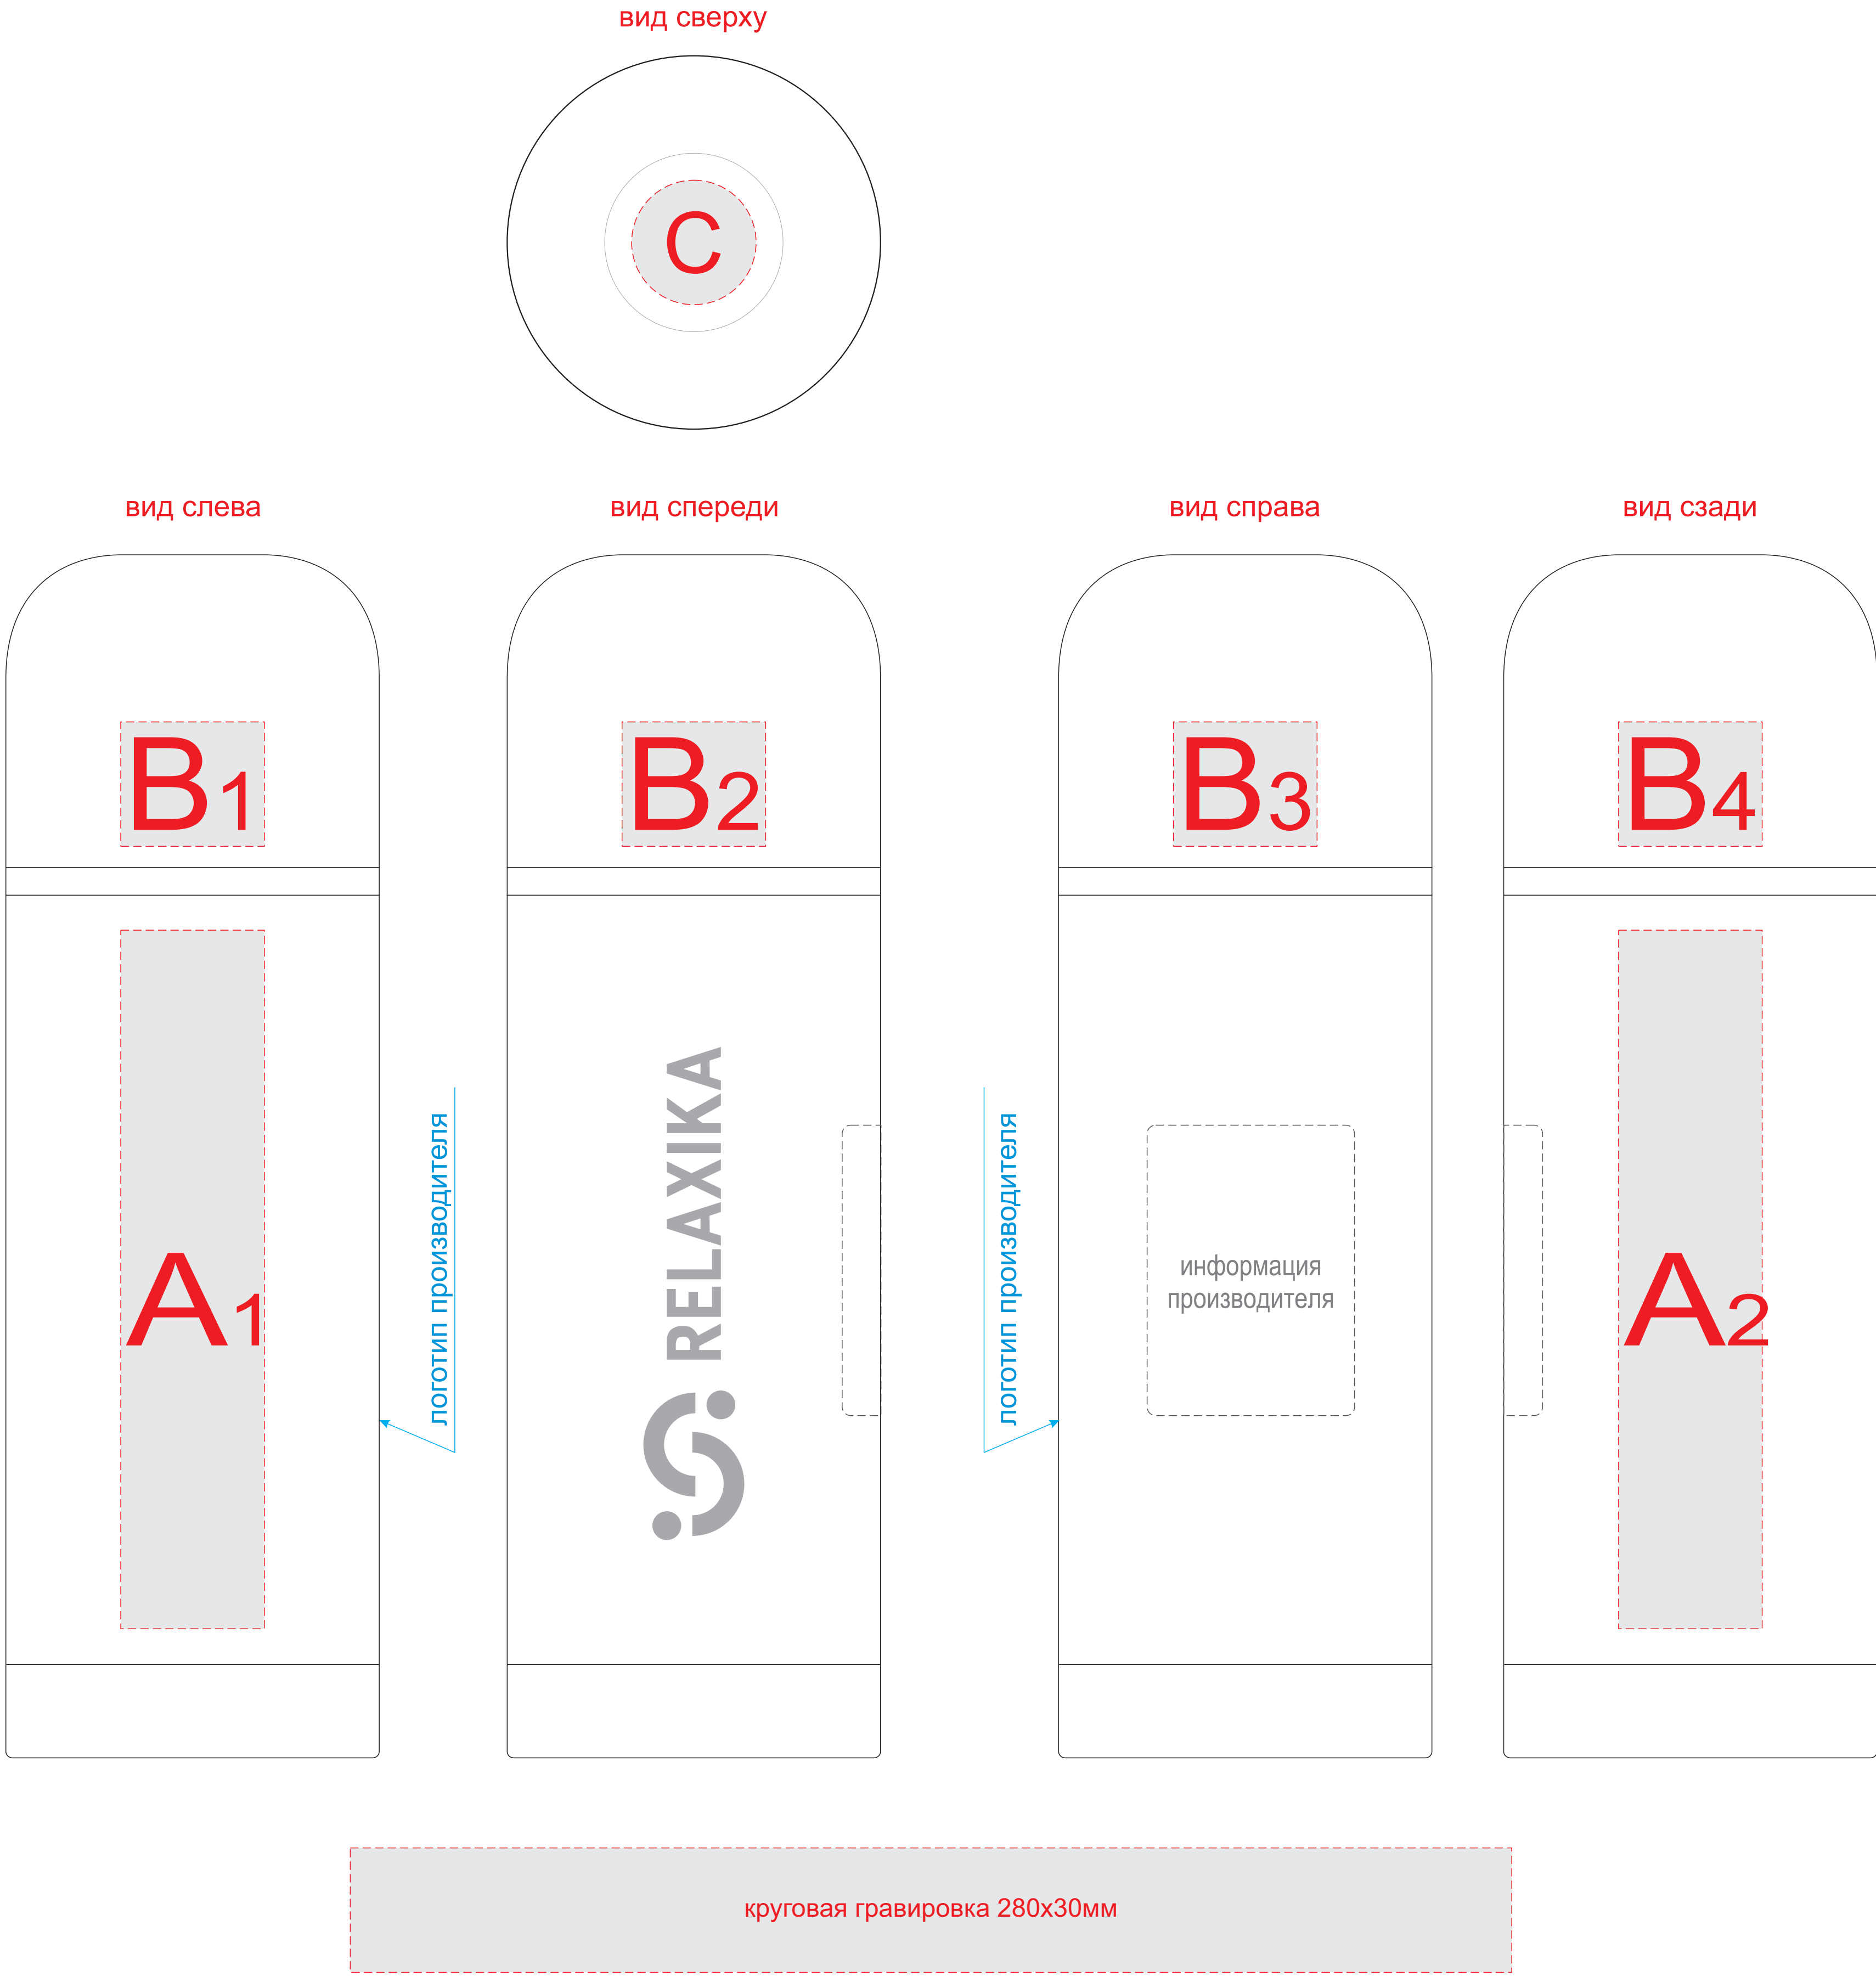 вид сверху
C
вид слева
вид спереди
вид справа
вид сзади
B1
B2
B3
B4
A1
логотип производителя
RELAXIKA
логотип производителя
информация
производителя
A2
круговая гравировка 280х30мм